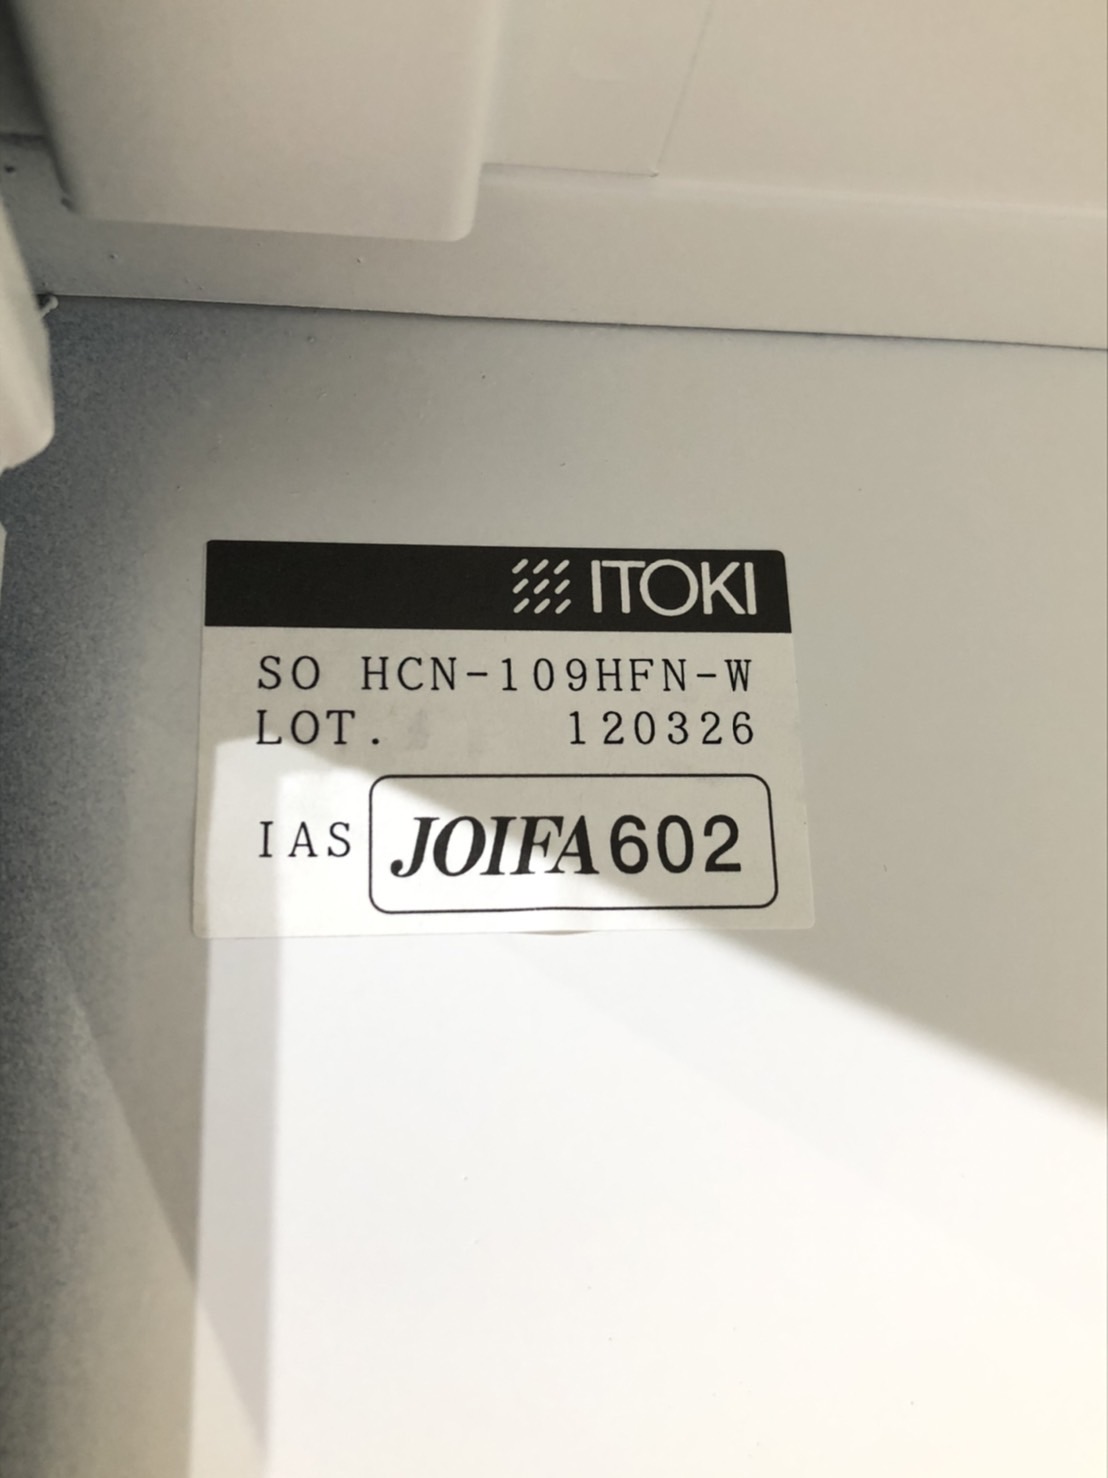 ITOKI
SO HCN-109HFN-W
LOT. 120326
IAS JOIFA602